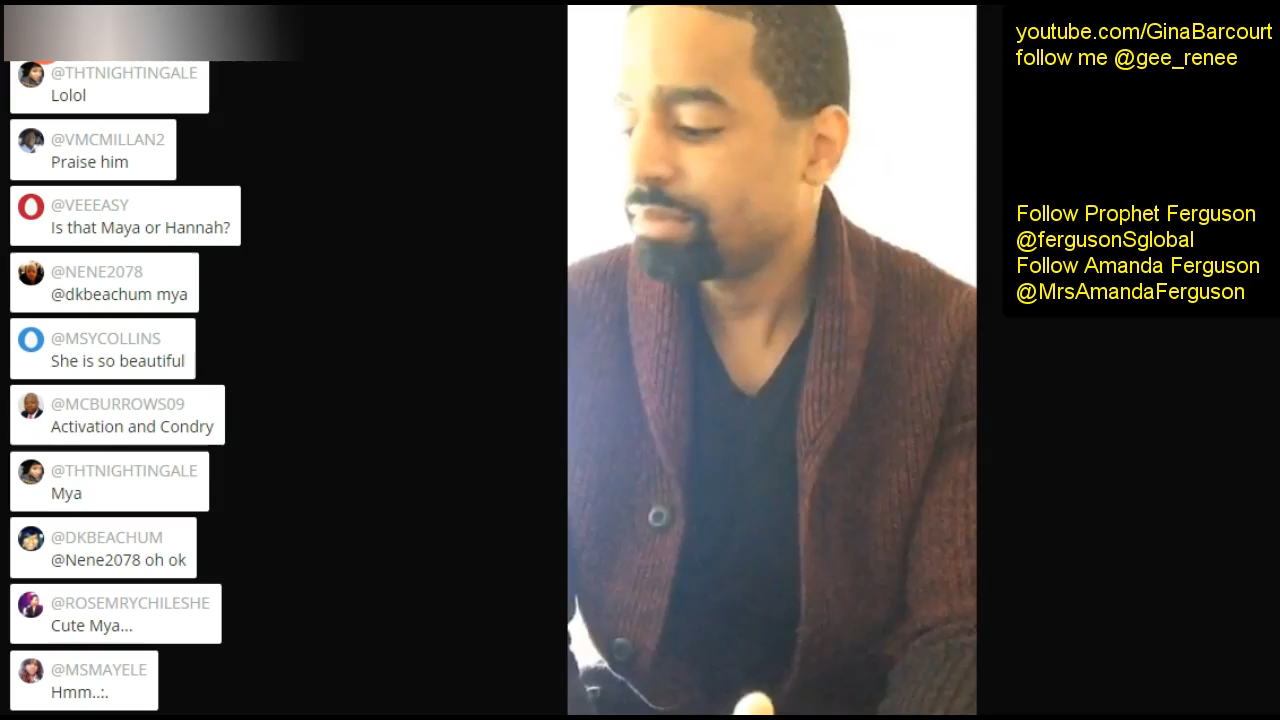 @THTNIGHTINGALE
Lolol
@VMCMILLAN2
Praise him
@VEEEASY
Is that Maya or Hannah?
@NENE2078
@dkbeachum mya
@MSYCOLLINS
She is so beautiful
@MCBURROWS09
Activation and Condry
@THTNIGHTINGALE
Mya
@DKBEACHUM
@Nene2078 oh ok
@ROSEMRYCHILESHE
Cute Mya...
@MSMAYELE
Hmm..:.
youtube.com/GinaBarcourt
follow me @gee_renee
Follow Prophet Ferguson
@fergusonSglobal
Follow Amanda Ferguson
@MrsAmandaFerguson